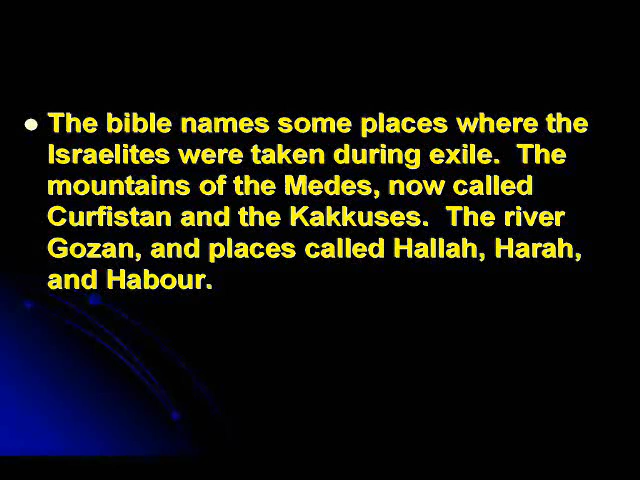 The bible names some places where the
Israelites were taken during exile. The
mountains of the Medes, now called
Curfistan and the Kakkuses. The river
Gozan, and places called Hallah, Harah,
and Habour.